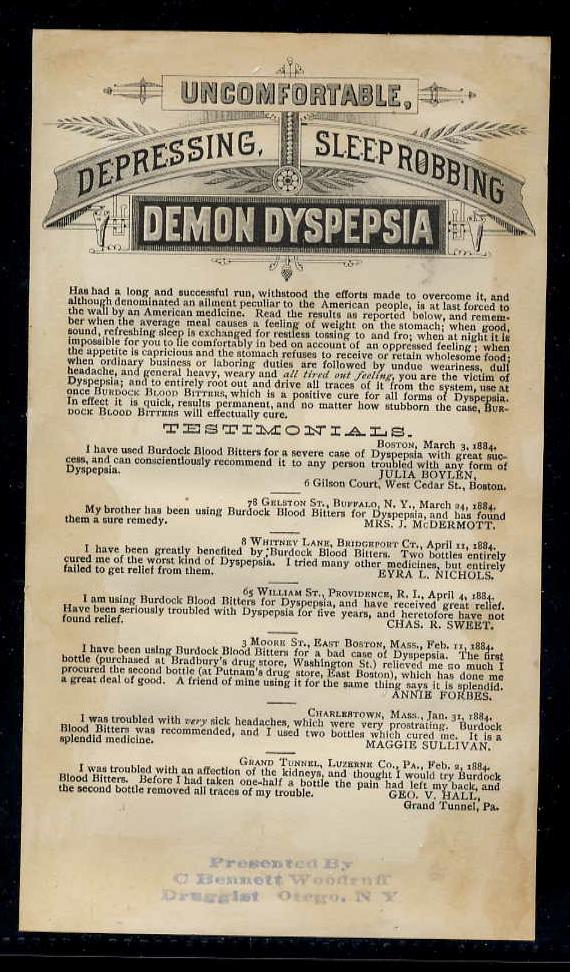 UNCOMFORTABLE,
DEPRESSING, SLEEP ROBBING
DEMON DYSPEPSIA
Has had a long and successful run, withstood the efforts made to overcome it, and
although denominated an ailment peculiar to the American people, is at last forced to
the wall by an American medicine. Read the results as reported below, and remem-
ber when the average meal causes a feeling of weight on the stomach; when good,
sound, refreshing sleep is exchanged for restless tossing to and fro; when at night it is
impossible for you to lie comfortably in bed on account of an oppressed feeling; when
the appetite is capricious and the stomach refuses to receive or retain wholesome food;
when ordinary business or laboring duties are followed by undue weariness, dull
headache, and general heavy, weary and all tired out feeling, you are the victim of
Dyspepsia; and to entirely root out and drive all traces of it from the system, use at
once BURDOCK BLOOD BITTERS, which is a positive cure for all forms of Dyspepsia.
In effect it is quick, results permanent, and no matter how stubborn the case, BUR-
DOCK BLOOD BITTERS will effectually cure.
TESTIMONIALS.
BOSTON, March 3, 1884.
I have used Burdock Blood Bitters for a severe case of Dyspepsia with great suc-
cess, and can conscientiously recommend it to any person troubled with any form of
Dyspepsia. JULIA BOYLEN,
6 Gilson Court, West Cedar St., Boston.
78 GELSTON ST., BUFFALO, N. Y., March 24, 1884.
My brother has been using Burdock Blood Bitters for Dyspepsia, and has found
them a sure remedy. MRS. J. McDERMOTT.
8 WHITNEY LANE, BRIDGEPORT CT., April 11, 1884.
I have been greatly benefited by Burdock Blood Bitters. Two bottles entirely
cured me of the worst kind of Dyspepsia. I tried many other medicines, but entirely
failed to get relief from them. EYRA L. NICHOLS.
65 WILLIAM ST., PROVIDENCE, R. I., April 4, 1884.
I am using Burdock Blood Bitters for Dyspepsia, and have received great relief.
Have been seriously troubled with Dyspepsia for five years, and heretofore have not
found relief. CHAS. R. SWEET.
3 MOORE ST., EAST BOSTON, MASS., Feb. 11, 1884.
I have been using Burdock Blood Bitters for a bad case of Dyspepsia. The first
bottle (purchased at Bradbury's drug store, Washington St.) relieved me so much I
procured the second bottle (at Putnam's drug store, East Boston), which has done me
a great deal of good. A friend of mine using it for the same thing says it is splendid.
ANNIE FORBES.
CHARLESTOWN, MASS., Jan. 31, 1884.
I was troubled with very sick headaches, which were very prostrating. Burdock
Blood Bitters was recommended, and I used two bottles which cured me. It is a
splendid medicine. MAGGIE SULLIVAN.
GRAND TUNNEL, LUZERNE CO., PA., Feb. 2, 1884.
I was troubled with an affection of the kidneys, and thought I would try Burdock
Blood Bitters. Before I had taken one-half a bottle the pain had left my back, and
the second bottle removed all traces of my trouble. GEO. V. HALL,
Grand Tunnel, Pa.
Presented By
C Bennett Woodruff
Druggist Otego, N Y